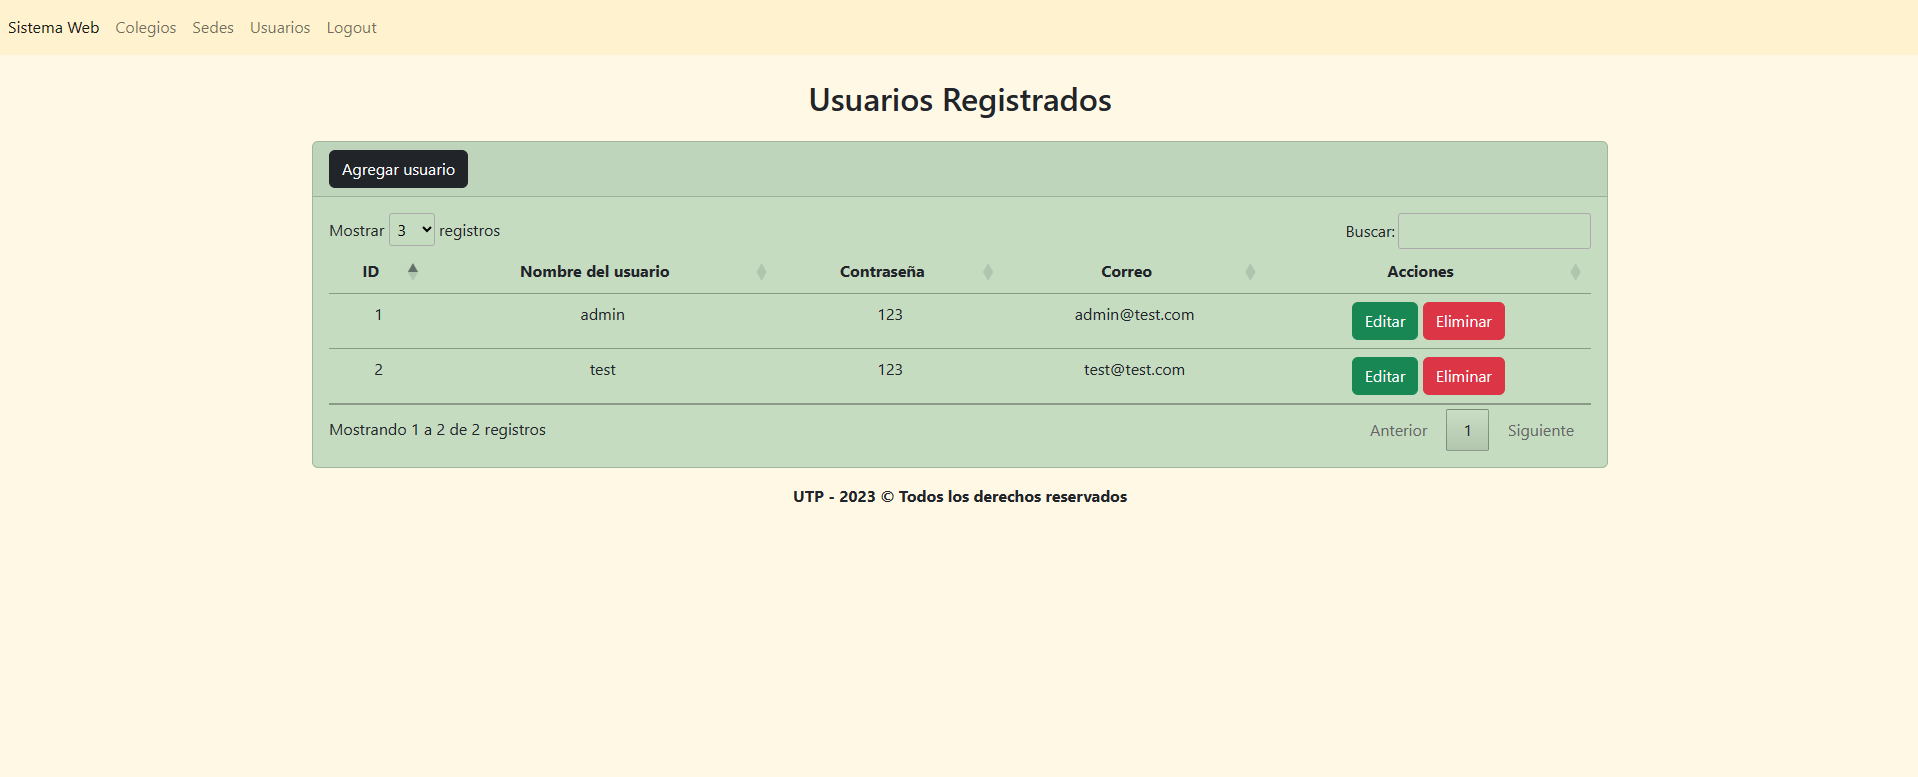 Sistema Web Colegios Sedes Usuarios Logout
Usuarios Registrados
Agregar usuario
Mostrar 3 registros Buscar:
ID Nombre del usuario Contraseña Correo Acciones
1 admin 123 admin@test.com Editar Eliminar
2 test 123 test@test.com Editar Eliminar
Mostrando 1 a 2 de 2 registros Anterior 1 Siguiente
UTP - 2023 © Todos los derechos reservados